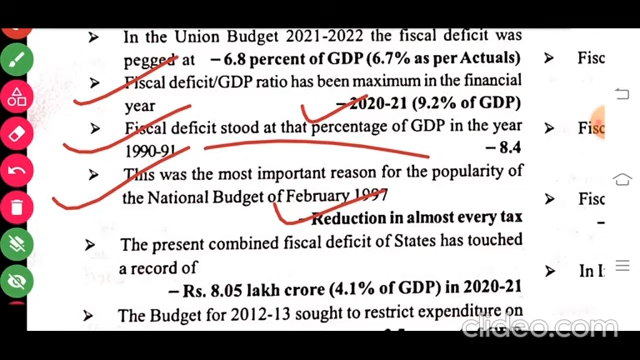 ➤ In the Union Budget 2021-2022 the fiscal deficit was
pegged at – 6.8 percent of GDP (6.7% as per Actuals)
➤ Fiscal deficit/GDP ratio has been maximum in the financial
year – 2020-21 (9.2% of GDP)
➤ Fiscal deficit stood at that percentage of GDP in the year
1990-91 – 8.4
➤ This was the most important reason for the popularity of
the National Budget of February 1997
– Reduction in almost every tax
➤ The present combined fiscal deficit of States has touched
a record of
– Rs. 8.05 lakh crore (4.1% of GDP) in 2020-21
➤ The Budget for 2012-13 sought to restrict expenditure on
➤ Fisc
➤ Fisc
➤ Fisc
–
➤ In I
clideo.com